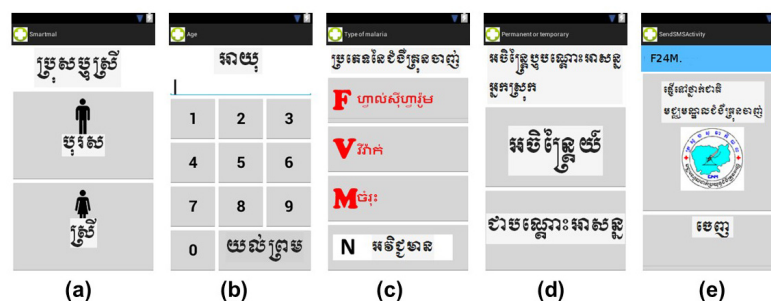 Smartmal
ប្រុសឬស្រី
បុរស
ស្រី
(a)
Age
អាយុ
1 2 3
4 5 6
7 8 9
0 យល់ព្រម
(b)
Type of malaria
ប្រភេទនៃជំងឺគ្រុនចាញ់
F ហ្វាល់ស៊ីហ្វារ៉ូម
V វីវ៉ាក់
M ចំរុះ
N អវិជ្ជមាន
(c)
Permanent or temporary
អចិន្ត្រៃឬបណ្តោះអាសន្ន
អ្នកស្រុក
អចិន្ត្រៃយ៍
ជាបណ្តោះអាសន្ន
(d)
SendSMSActivity
F24M.
ផ្ញើទៅថ្នាក់ជាតិ
មជ្ឈមណ្ឌលជំងឺគ្រុនចាញ់
CNM
ចេញ
(e)